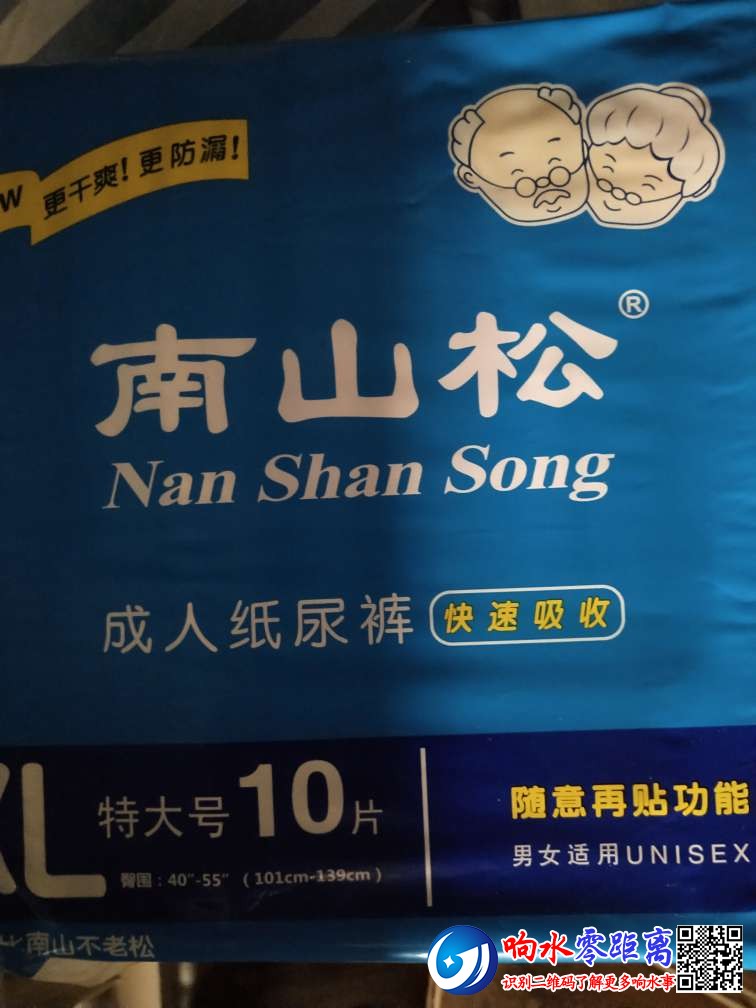 W
更干爽！更防漏！
南山松®
Nan Shan Song
成人纸尿裤 快速吸收
XL 特大号10片
臀围：40″-55″（101cm-139cm）
随意再贴功能
男女适用UNISEX
南山不老松
响水零距离
识别二维码了解更多响水事